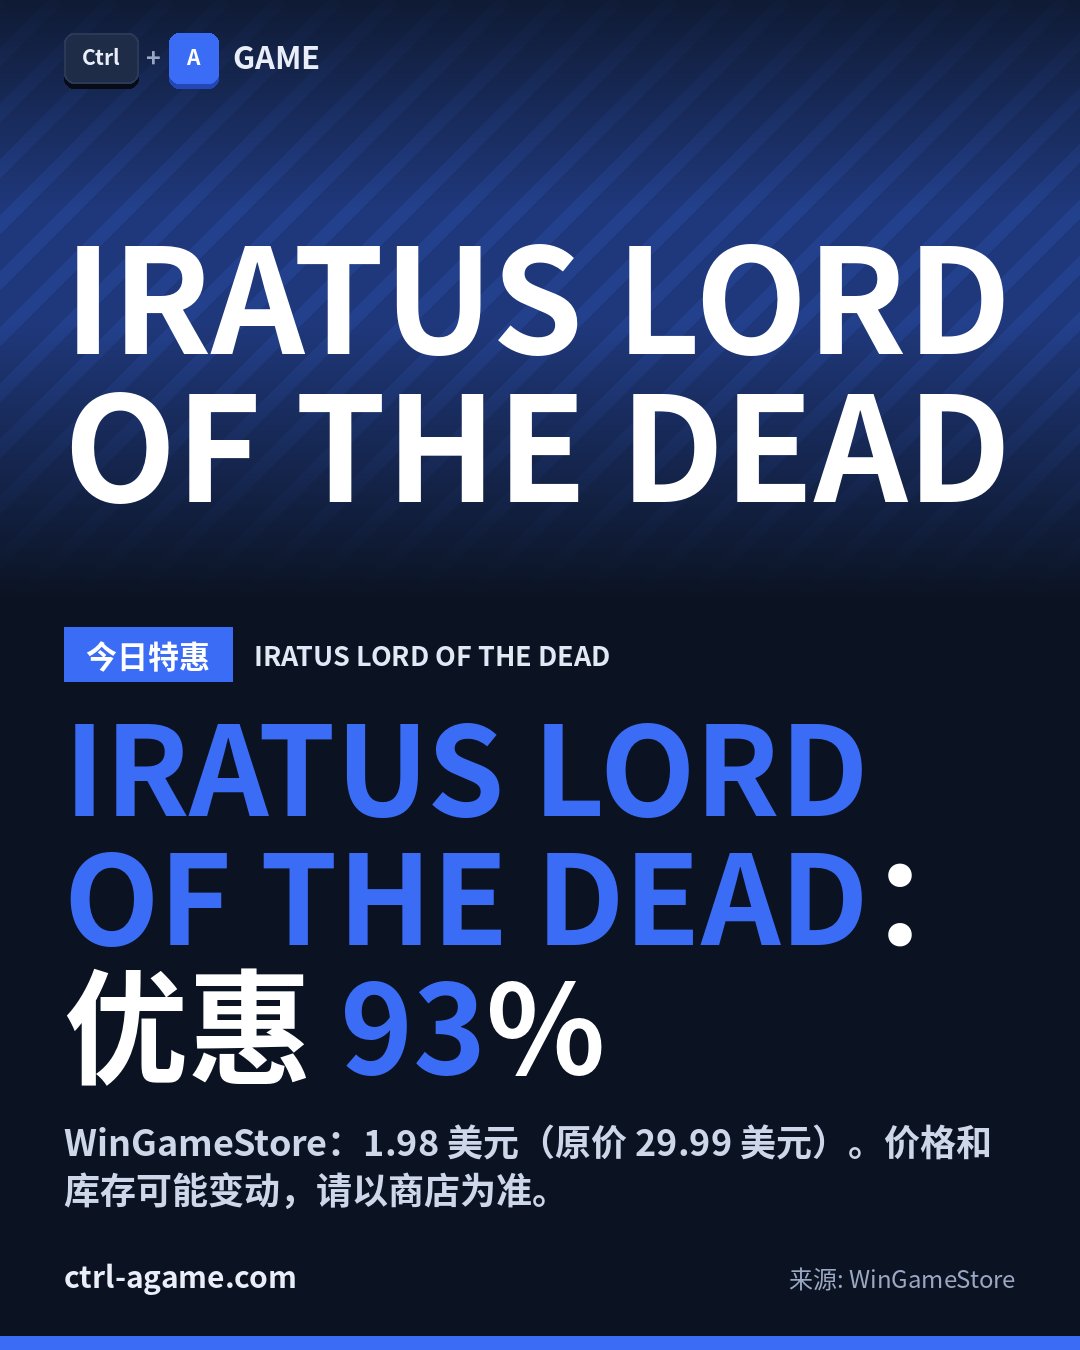 Ctrl + A GAME
IRATUS LORD
OF THE DEAD
今日特惠 IRATUS LORD OF THE DEAD
IRATUS LORD
OF THE DEAD：
优惠 93%
WinGameStore：1.98 美元（原价 29.99 美元）。价格和
库存可能变动，请以商店为准。
ctrl-agame.com
来源: WinGameStore